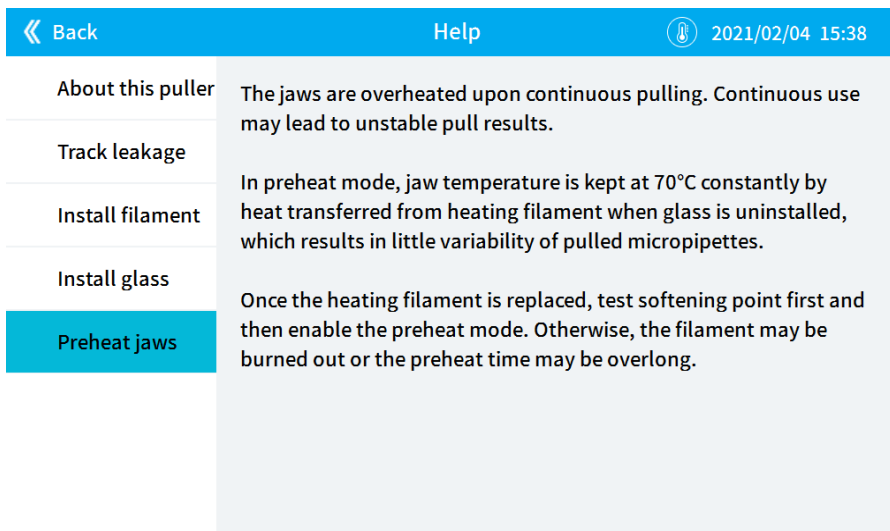 Back
Help
2021/02/04 15:38
About this puller
Track leakage
Install filament
Install glass
Preheat jaws
The jaws are overheated upon continuous pulling. Continuous use
may lead to unstable pull results.
In preheat mode, jaw temperature is kept at 70°C constantly by
heat transferred from heating filament when glass is uninstalled,
which results in little variability of pulled micropipettes.
Once the heating filament is replaced, test softening point first and
then enable the preheat mode. Otherwise, the filament may be
burned out or the preheat time may be overlong.